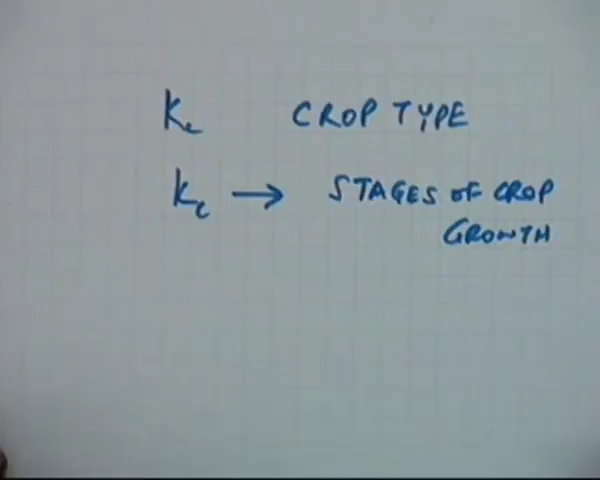 Kc CROP TYPE
Kc → STAGES OF CROP
GROWTH